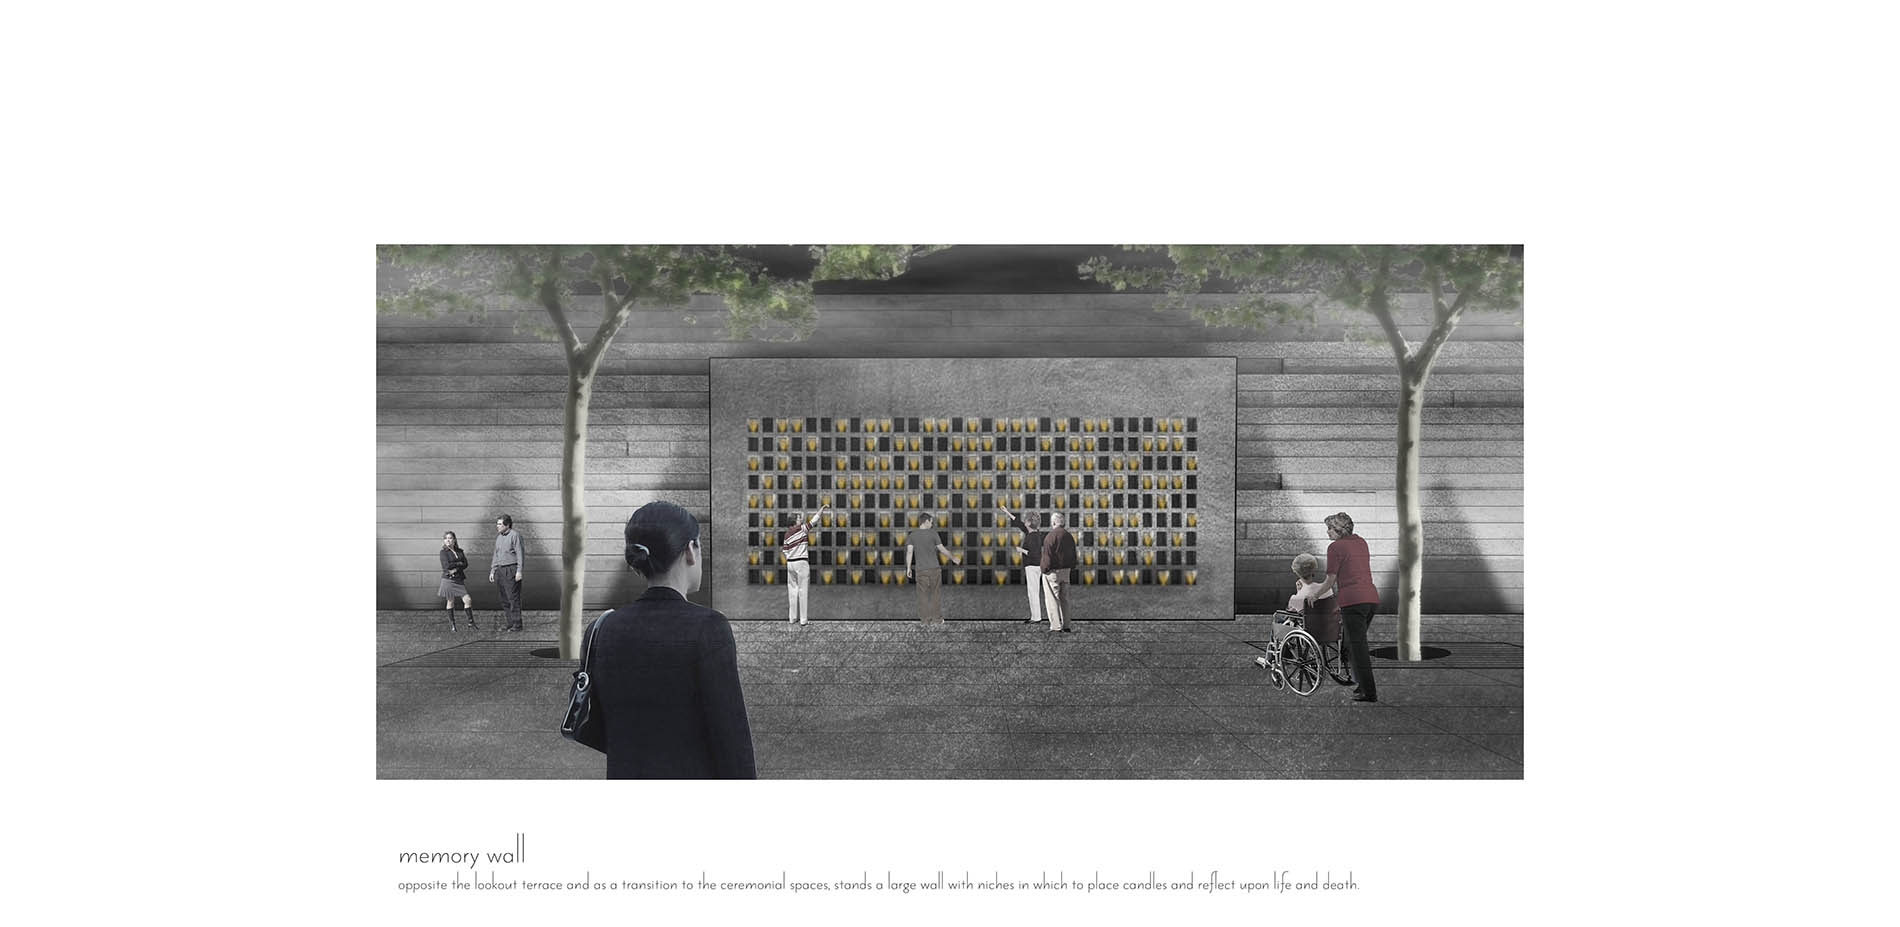 memory wall
opposite the lookout terrace and as a transition to the ceremonial spaces, stands a large wall with niches in which to place candles and reflect upon life and death.